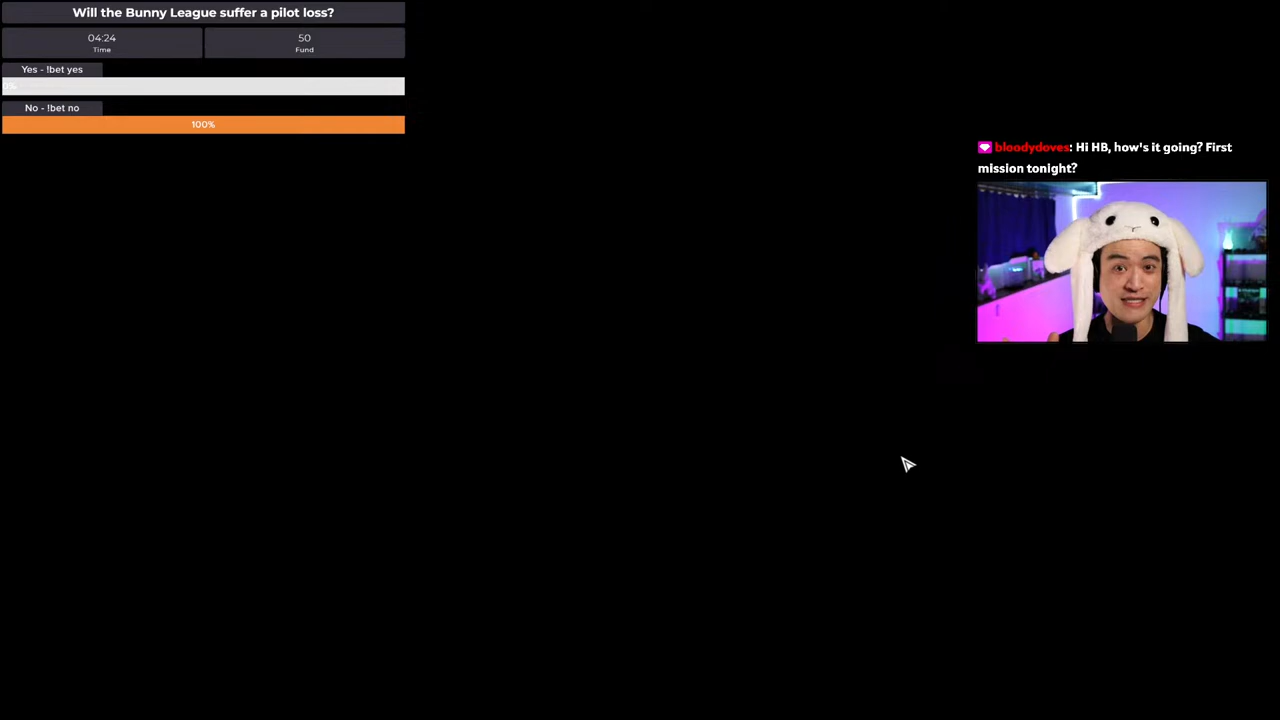 Will the Bunny League suffer a pilot loss?
04:24
Time
50
Fund
Yes - !bet yes
0%
No - !bet no
100%
bloodydoves: Hi HB, how's it going? First
mission tonight?